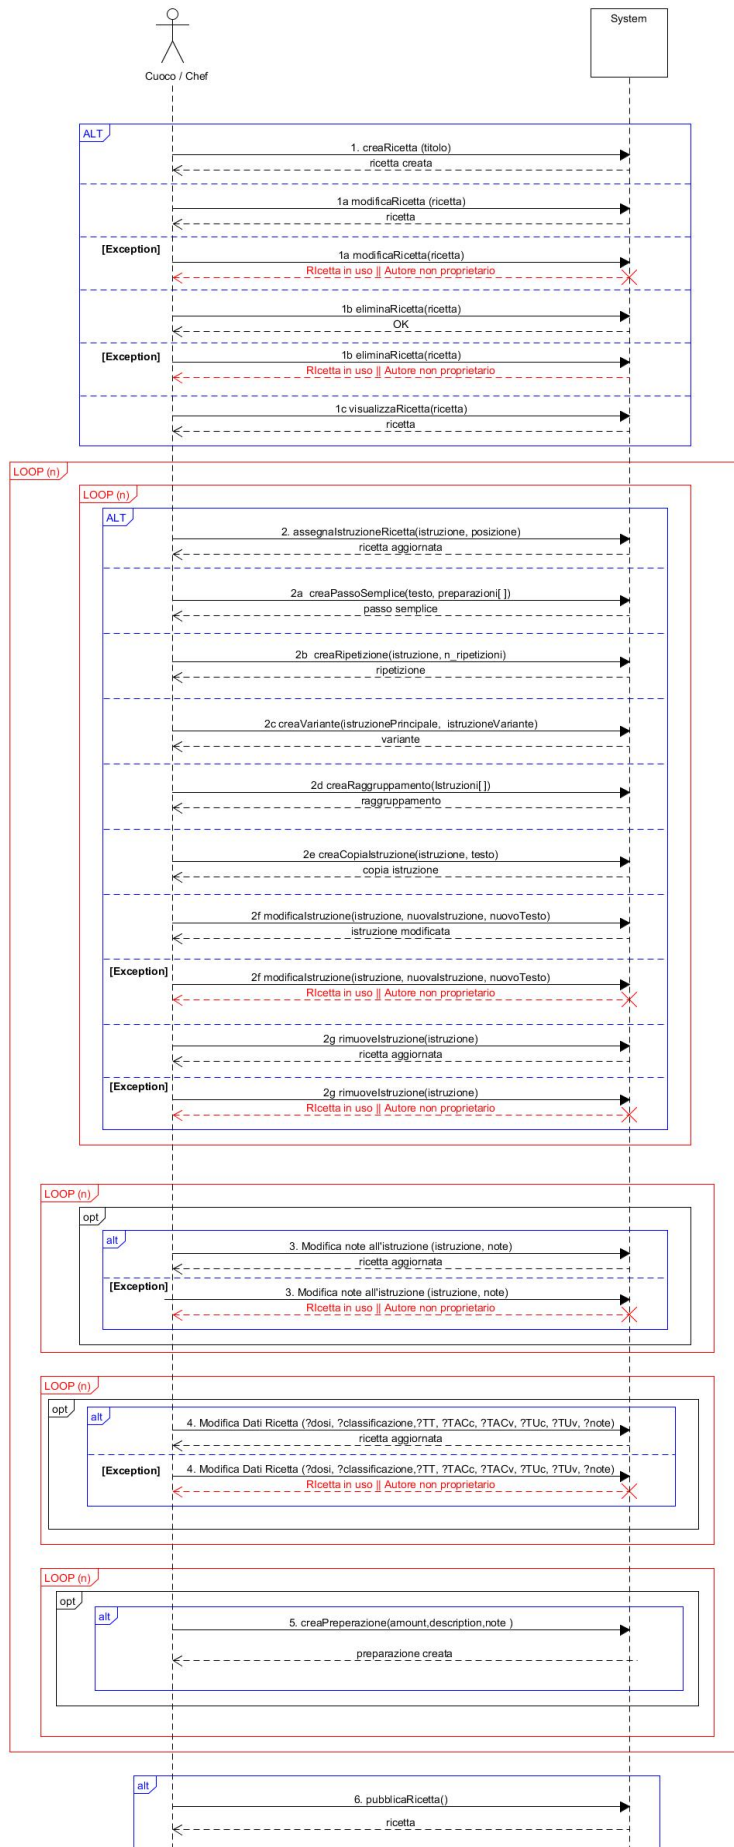 System
Cuoco / Chef
ALT
1. creaRicetta (titolo)
ricetta creata
1a modificaRicetta (ricetta)
ricetta
[Exception]
1a modificaRicetta(ricetta)
RIcetta in uso || Autore non proprietario
1b eliminaRicetta(ricetta)
OK
[Exception]
1b eliminaRicetta(ricetta)
RIcetta in uso || Autore non proprietario
1c visualizzaRicetta(ricetta)
ricetta
LOOP (n)
LOOP (n)
ALT
2. assegnaIstruzioneRicetta(istruzione, posizione)
ricetta aggiornata
2a creaPassoSemplice(testo, preparazioni[ ])
passo semplice
2b creaRipetizione(istruzione, n_ripetizioni)
ripetizione
2c creaVariante(istruzionePrincipale, istruzioneVariante)
variante
2d creaRaggruppamento(Istruzioni[ ])
raggruppamento
2e creaCopiaIstruzione(istruzione, testo)
copia istruzione
2f modificaIstruzione(istruzione, nuovaIstruzione, nuovoTesto)
istruzione modificata
[Exception]
2f modificaIstruzione(istruzione, nuovaIstruzione, nuovoTesto)
RIcetta in uso || Autore non proprietario
2g rimuoveIstruzione(istruzione)
ricetta aggiornata
[Exception]
2g rimuoveIstruzione(istruzione)
RIcetta in uso || Autore non proprietario
LOOP (n)
opt
alt
3. Modifica note all'istruzione (istruzione, note)
ricetta aggiornata
[Exception]
3. Modifica note all'istruzione (istruzione, note)
RIcetta in uso || Autore non proprietario
LOOP (n)
opt
alt
4. Modifica Dati Ricetta (?dosi, ?classificazione,?TT, ?TACc, ?TACv, ?TUc, ?TUv, ?note)
ricetta aggiornata
[Exception]
4. Modifica Dati Ricetta (?dosi, ?classificazione,?TT, ?TACc, ?TACv, ?TUc, ?TUv, ?note)
RIcetta in uso || Autore non proprietario
LOOP (n)
opt
alt
5. creaPreperazione(amount,description,note )
preparazione creata
alt
6. pubblicaRicetta()
ricetta